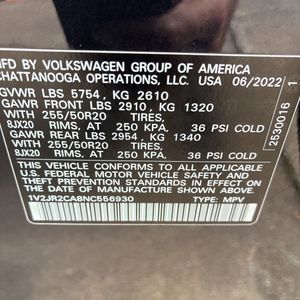 MFD. BY VOLKSWAGEN GROUP OF AMERICA
CHATTANOOGA OPERATIONS, LLC. USA 06/2022
GVWR LBS 5754, KG 2610
GAWR FRONT LBS 2910, KG 1320
WITH 255/50R20 TIRES,
8JX20 RIMS, AT 250 KPA. 36 PSI COLD
GAWR REAR LBS 2954, KG 1340
WITH 255/50R20 TIRES,
8JX20 RIMS, AT 250 KPA. 36 PSI COLD
THIS VEHICLE CONFORMS TO ALL APPLICABLE
U.S. FEDERAL MOTOR VEHICLE SAFETY
STANDARDS IN EFFECT ON THE
DATE OF MANUFACTURE SHOWN ABOVE.
1V2JR2CA8NC556930 TYPE: MPV
2530016 1